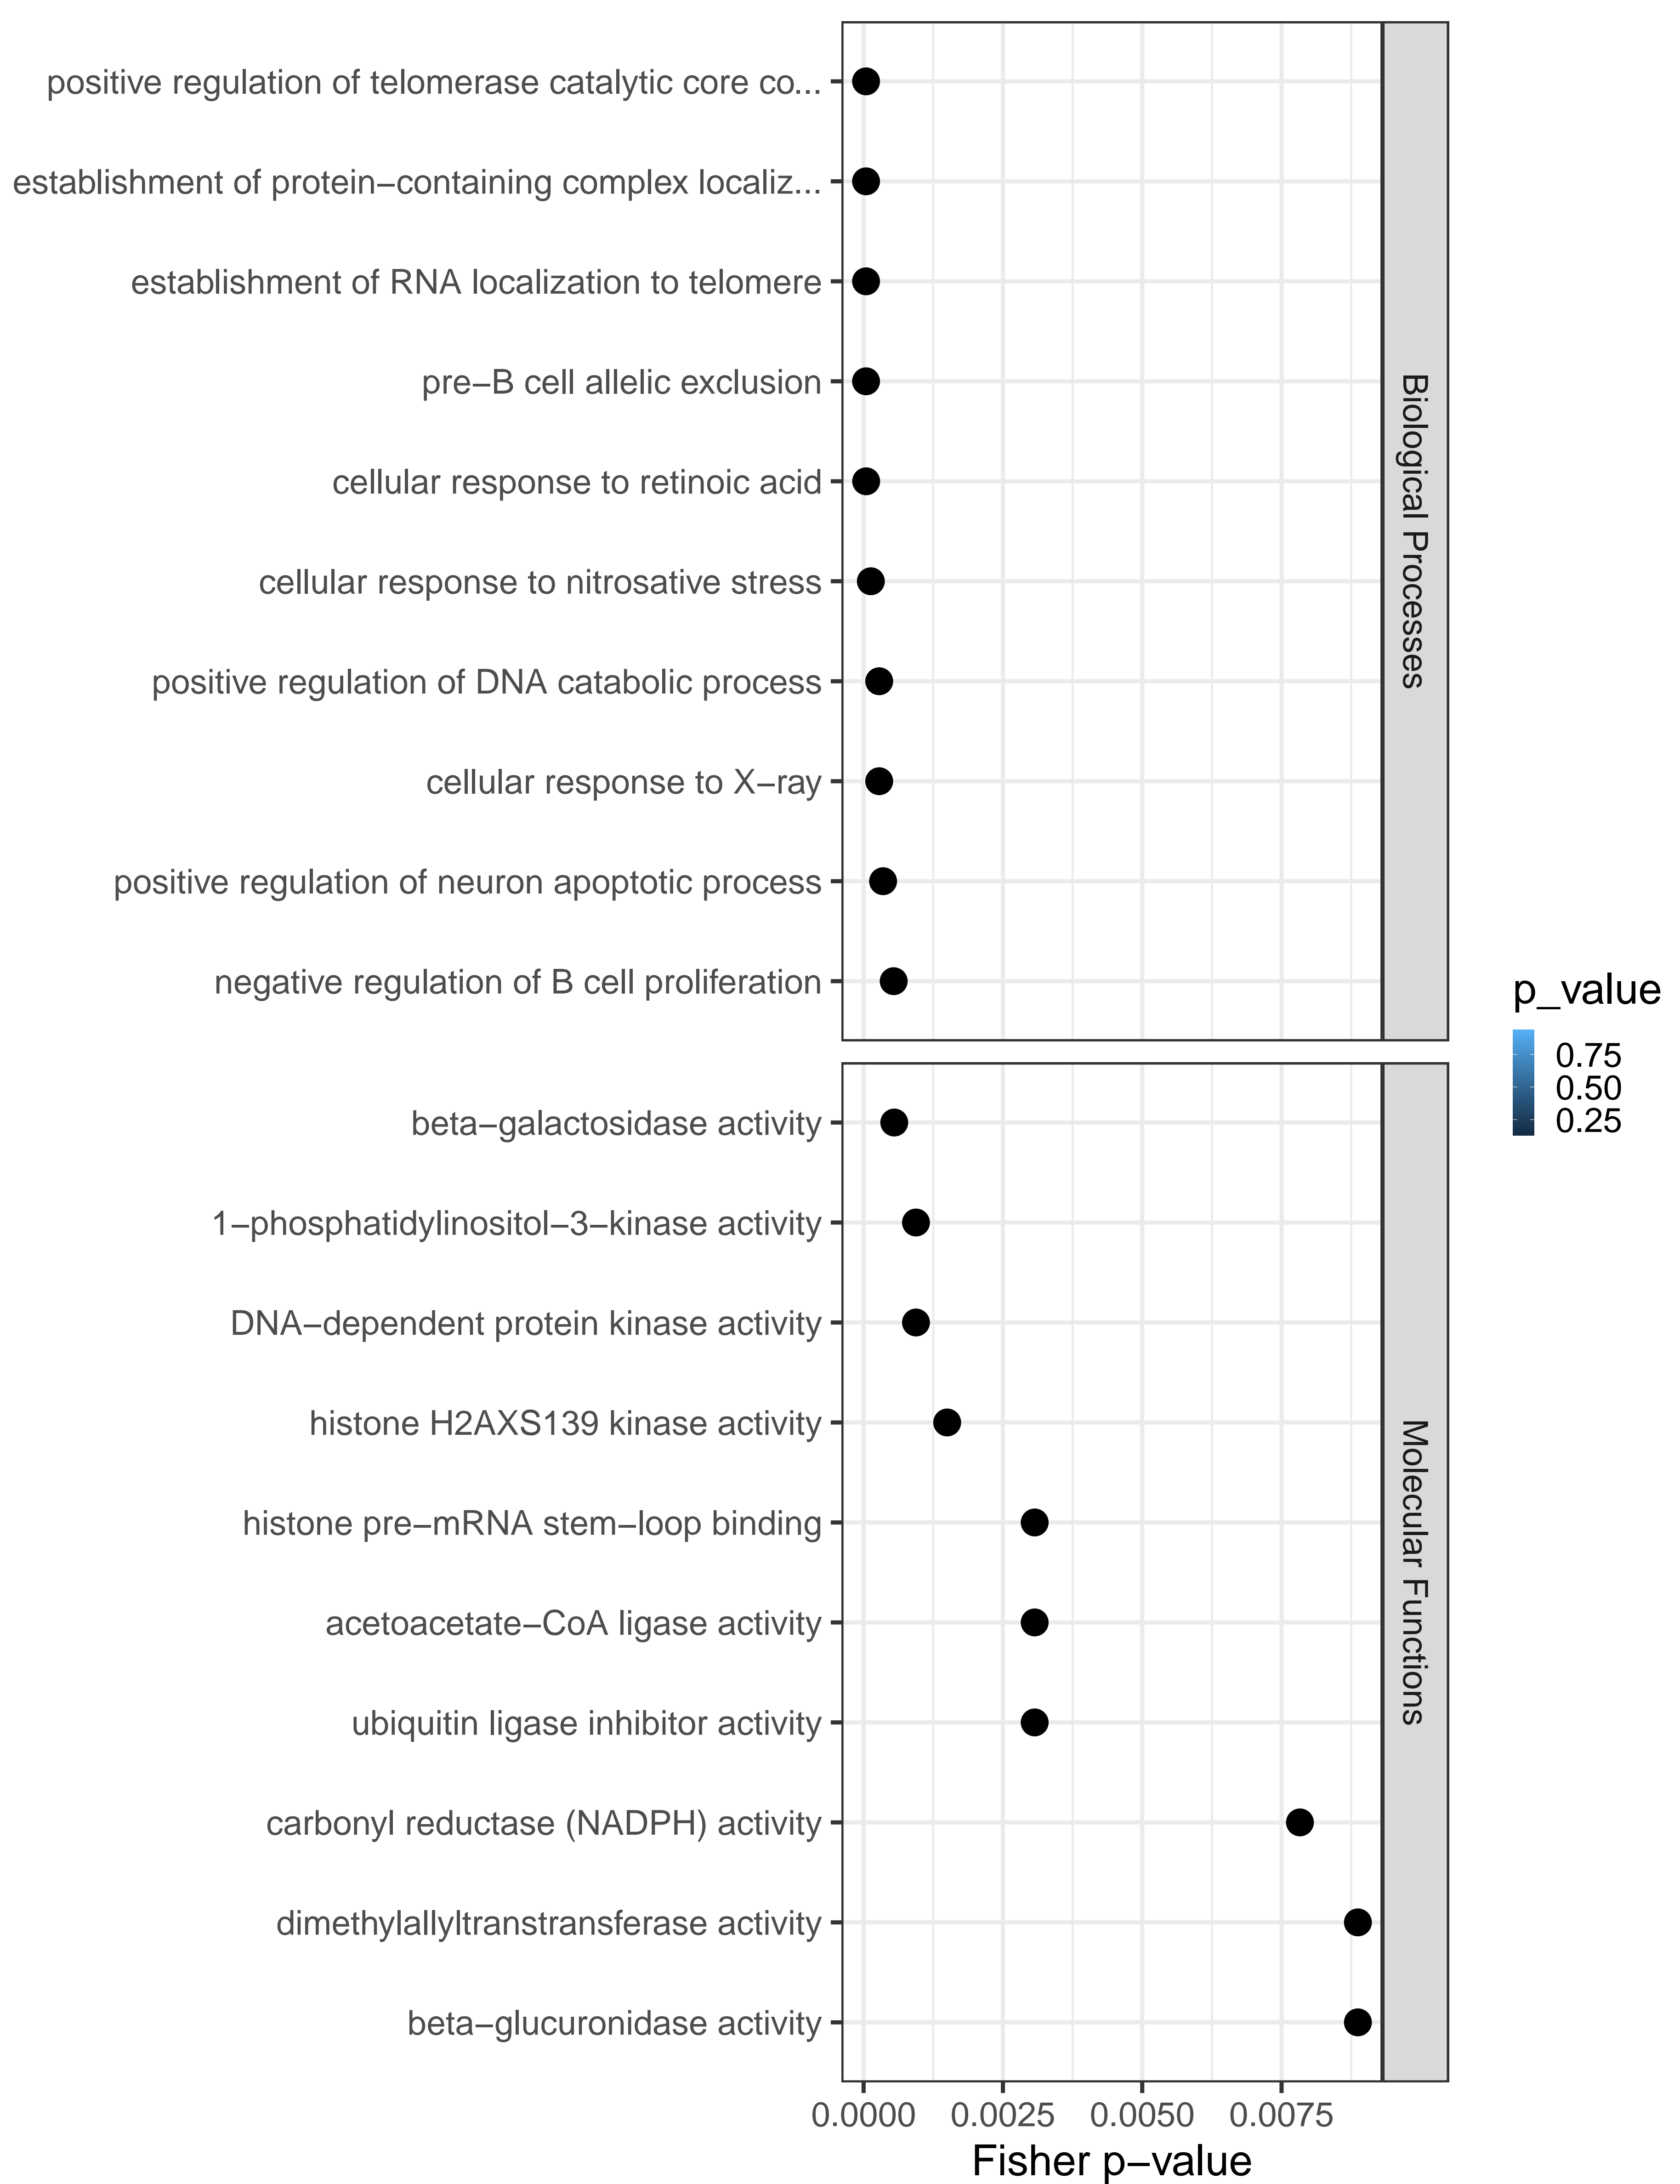 positive regulation of telomerase catalytic core co...
establishment of protein−containing complex localiz...
establishment of RNA localization to telomere
pre−B cell allelic exclusion
cellular response to retinoic acid
cellular response to nitrosative stress
positive regulation of DNA catabolic process
cellular response to X−ray
positive regulation of neuron apoptotic process
negative regulation of B cell proliferation
Biological Processes
beta−galactosidase activity
1−phosphatidylinositol−3−kinase activity
DNA−dependent protein kinase activity
histone H2AXS139 kinase activity
histone pre−mRNA stem−loop binding
acetoacetate−CoA ligase activity
ubiquitin ligase inhibitor activity
carbonyl reductase (NADPH) activity
dimethylallyltranstransferase activity
beta−glucuronidase activity
Molecular Functions
0.0000 0.0025 0.0050 0.0075
Fisher p−value
p_value
0.75
0.50
0.25